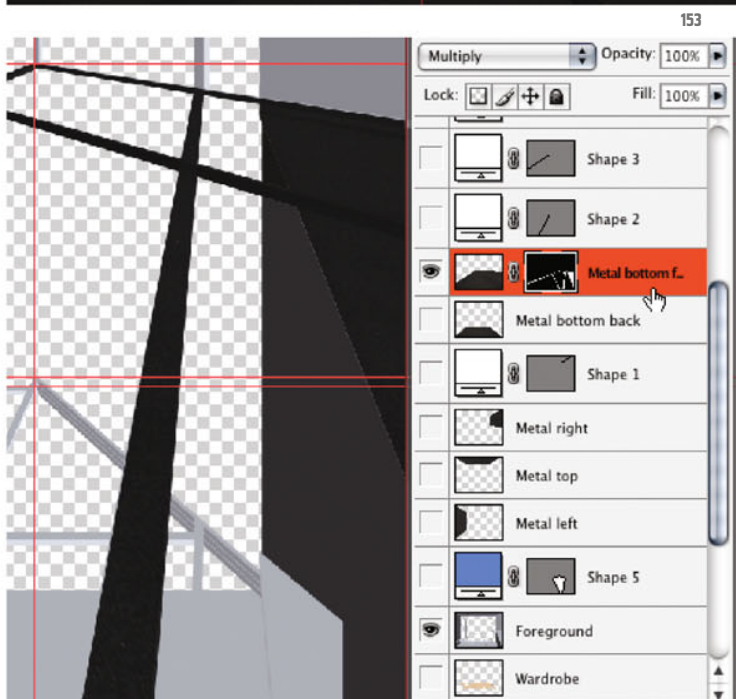 153
Multiply Opacity: 100%
Lock: Fill: 100%
Shape 3
Shape 2
Metal bottom f...
Metal bottom back
Shape 1
Metal right
Metal top
Metal left
Shape 5
Foreground
Wardrobe